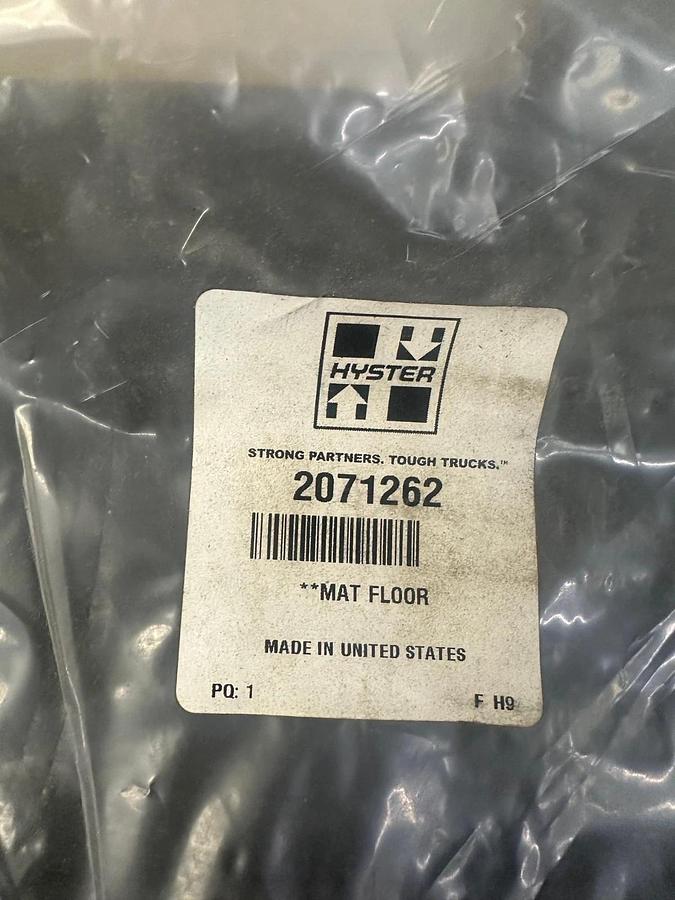 HYSTER
STRONG PARTNERS. TOUGH TRUCKS.™
2071262
**MAT FLOOR
MADE IN UNITED STATES
PQ: 1
F H9